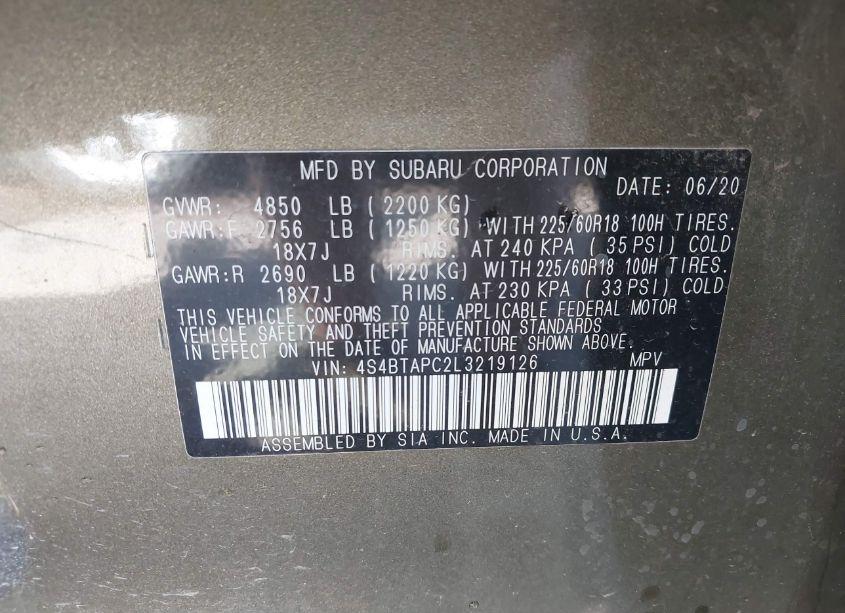 MFD BY SUBARU CORPORATION
DATE: 06/20
GVWR: 4850 LB (2200 KG)
GAWR:F 2756 LB (1250 KG) WITH 225/60R18 100H TIRES.
18X7J RIMS. AT 240 KPA (35 PSI) COLD
GAWR:R 2690 LB (1220 KG) WITH 225/60R18 100H TIRES.
18X7J RIMS. AT 230 KPA (33 PSI) COLD
THIS VEHICLE CONFORMS TO ALL APPLICABLE FEDERAL MOTOR
VEHICLE SAFETY AND THEFT PREVENTION STANDARDS
IN EFFECT ON THE DATE OF MANUFACTURE SHOWN ABOVE.
VIN: 4S4BTAPC2L3219126 MPV
ASSEMBLED BY SIA INC. MADE IN U.S.A.